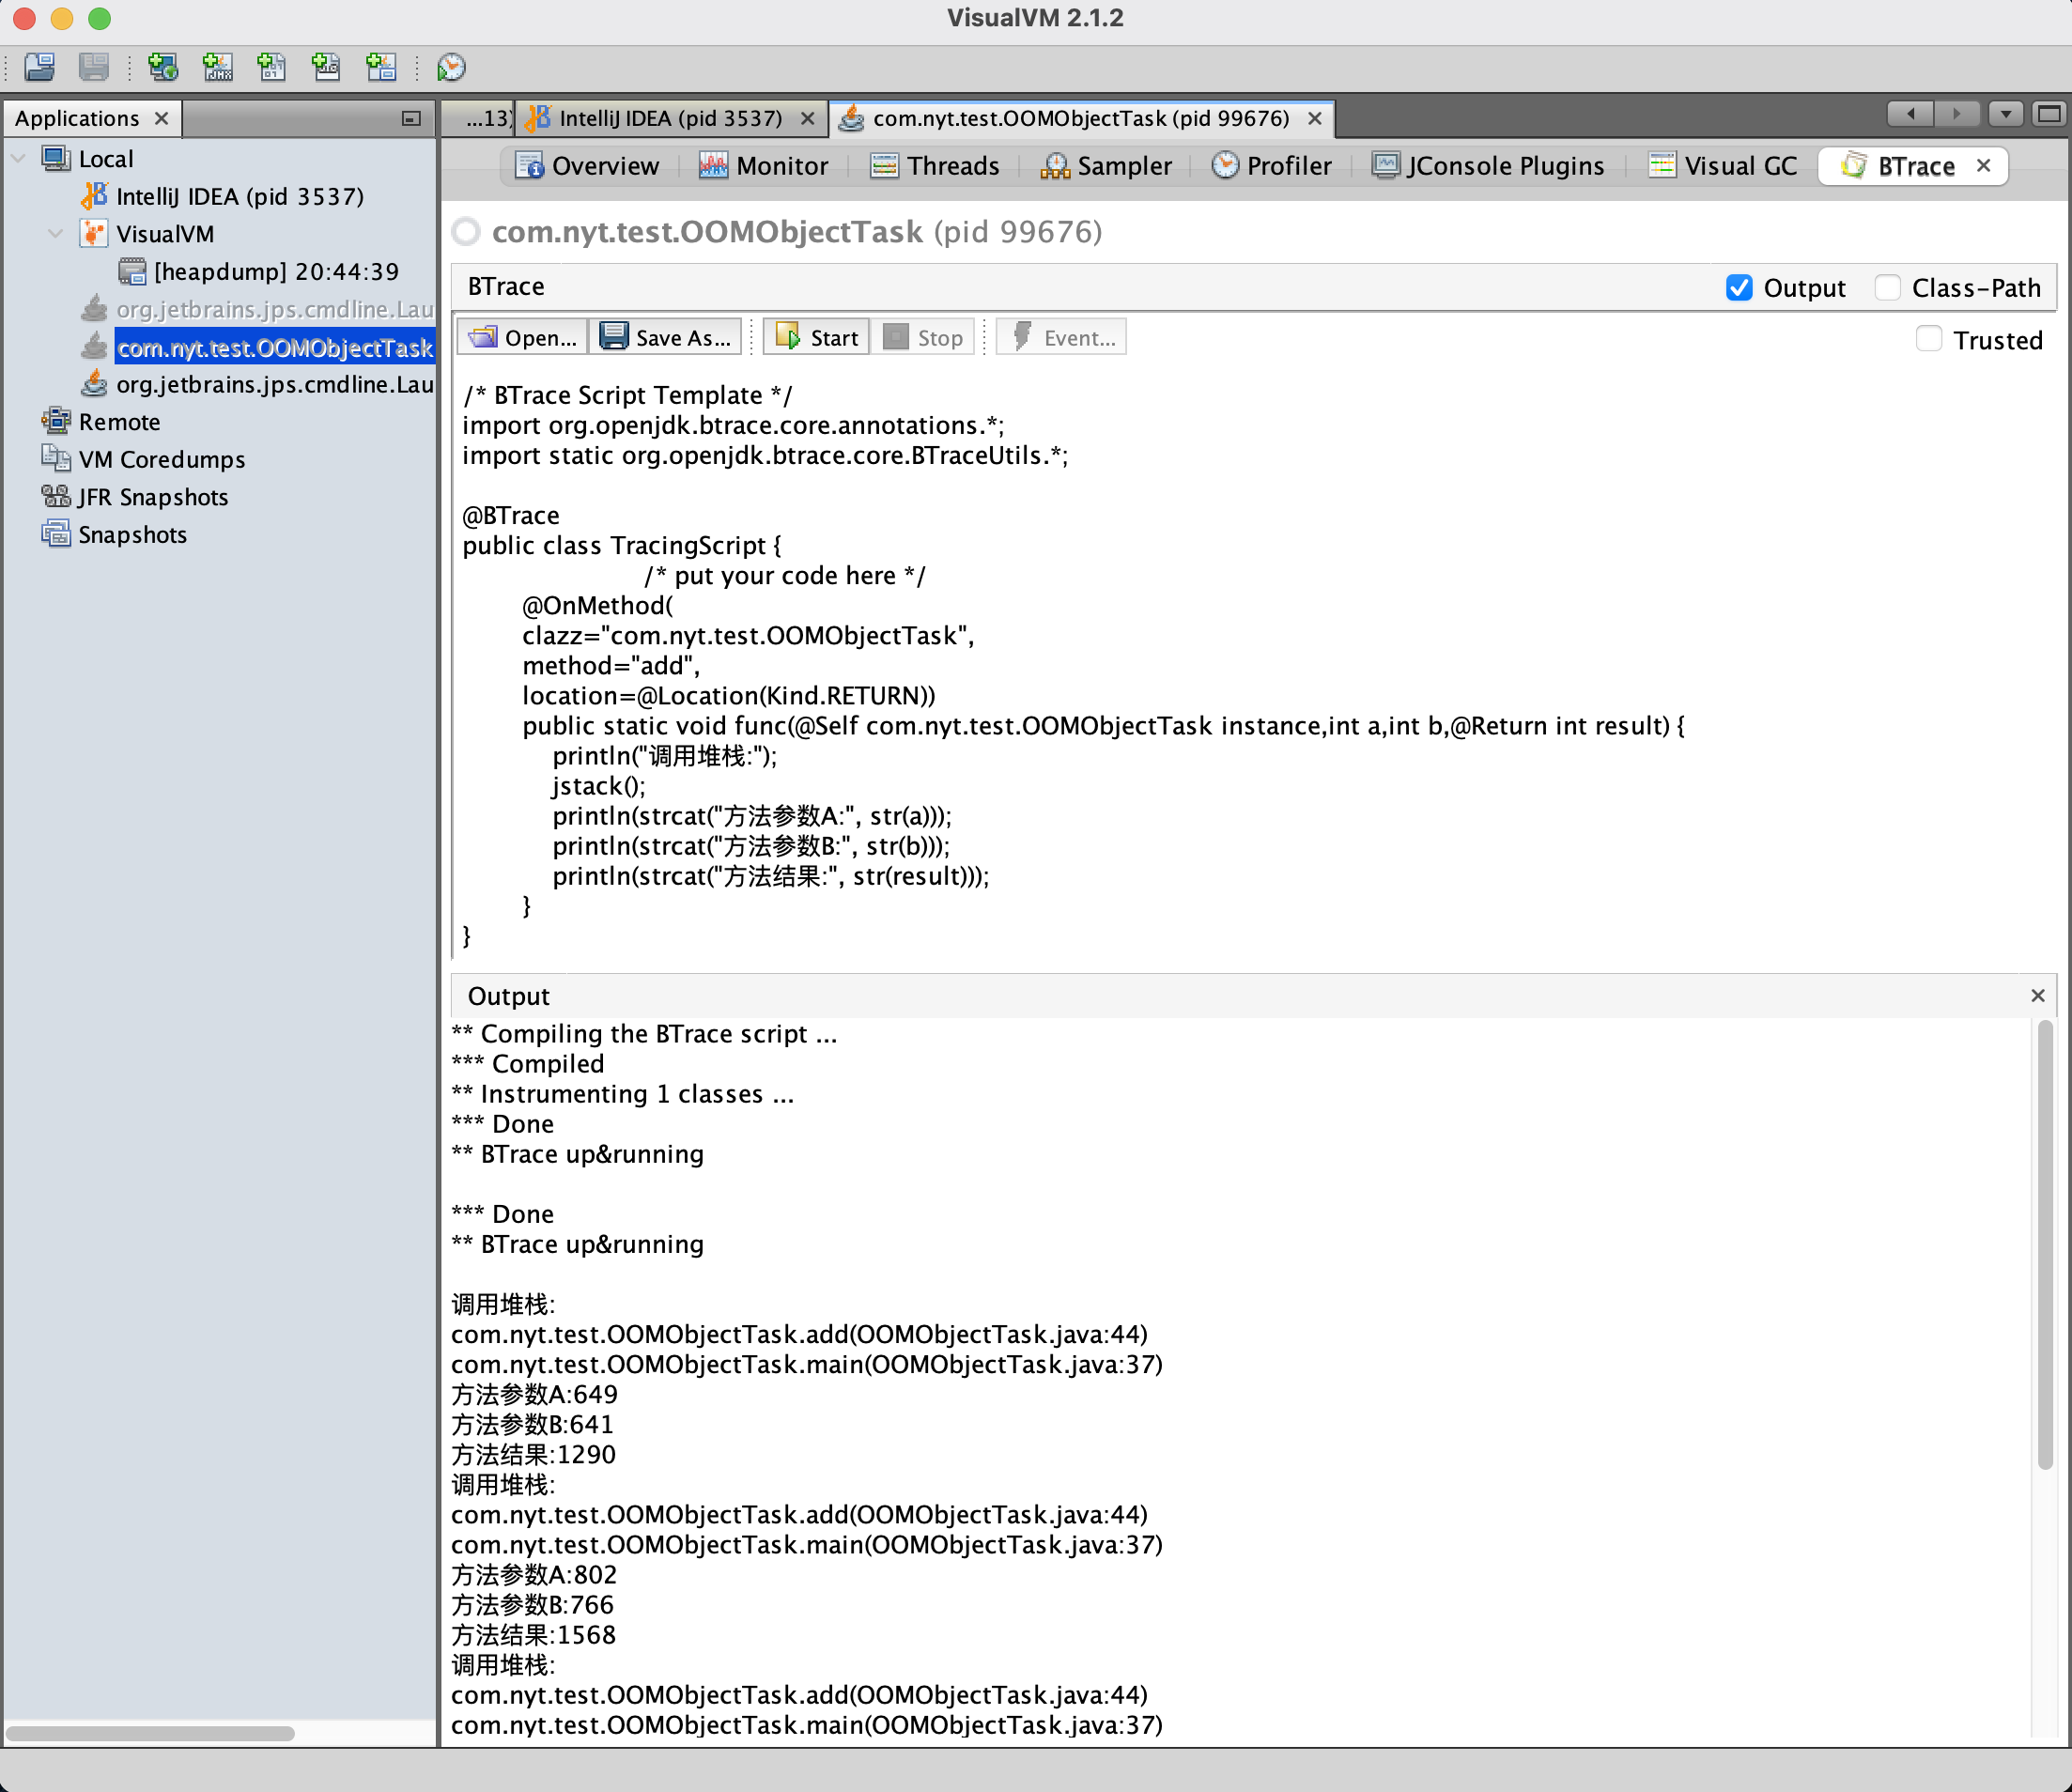 VisualVM 2.1.2
Applications
...13)
IntelliJ IDEA (pid 3537)
com.nyt.test.OOMObjectTask (pid 99676)
Local
IntelliJ IDEA (pid 3537)
VisualVM
[heapdump] 20:44:39
org.jetbrains.jps.cmdline.Lau
com.nyt.test.OOMObjectTask
org.jetbrains.jps.cmdline.Lau
Remote
VM Coredumps
JFR Snapshots
Snapshots
Overview
Monitor
Threads
Sampler
Profiler
JConsole Plugins
Visual GC
BTrace
com.nyt.test.OOMObjectTask (pid 99676)
BTrace
Output
Class-Path
Open...
Save As...
Start
Stop
Event...
Trusted
/* BTrace Script Template */
import org.openjdk.btrace.core.annotations.*;
import static org.openjdk.btrace.core.BTraceUtils.*;
@BTrace
public class TracingScript {
/* put your code here */
@OnMethod(
clazz="com.nyt.test.OOMObjectTask",
method="add",
location=@Location(Kind.RETURN))
public static void func(@Self com.nyt.test.OOMObjectTask instance,int a,int b,@Return int result) {
println("调用堆栈:");
jstack();
println(strcat("方法参数A:", str(a)));
println(strcat("方法参数B:", str(b)));
println(strcat("方法结果:", str(result)));
}
}
Output
** Compiling the BTrace script ...
*** Compiled
** Instrumenting 1 classes ...
*** Done
** BTrace up&running
*** Done
** BTrace up&running
调用堆栈:
com.nyt.test.OOMObjectTask.add(OOMObjectTask.java:44)
com.nyt.test.OOMObjectTask.main(OOMObjectTask.java:37)
方法参数A:649
方法参数B:641
方法结果:1290
调用堆栈:
com.nyt.test.OOMObjectTask.add(OOMObjectTask.java:44)
com.nyt.test.OOMObjectTask.main(OOMObjectTask.java:37)
方法参数A:802
方法参数B:766
方法结果:1568
调用堆栈:
com.nyt.test.OOMObjectTask.add(OOMObjectTask.java:44)
com.nyt.test.OOMObjectTask.main(OOMObjectTask.java:37)